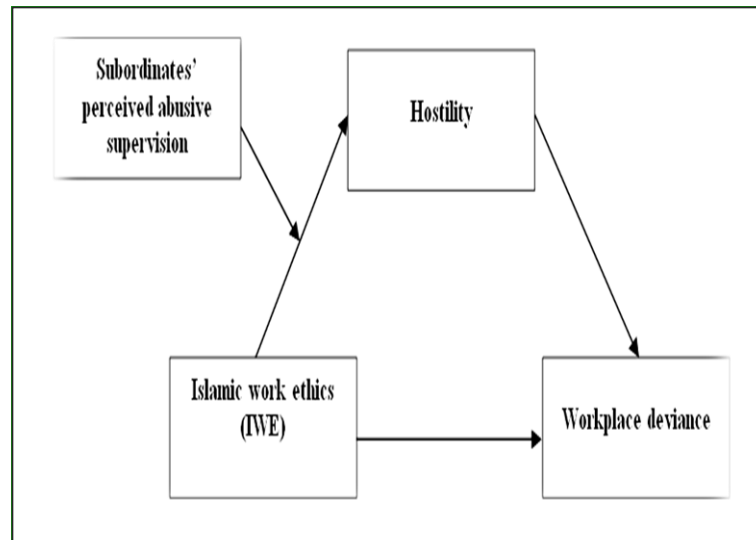 Subordinates’
perceived abusive
supervision
Hostility
Islamic work ethics
(IWE)
Workplace deviance